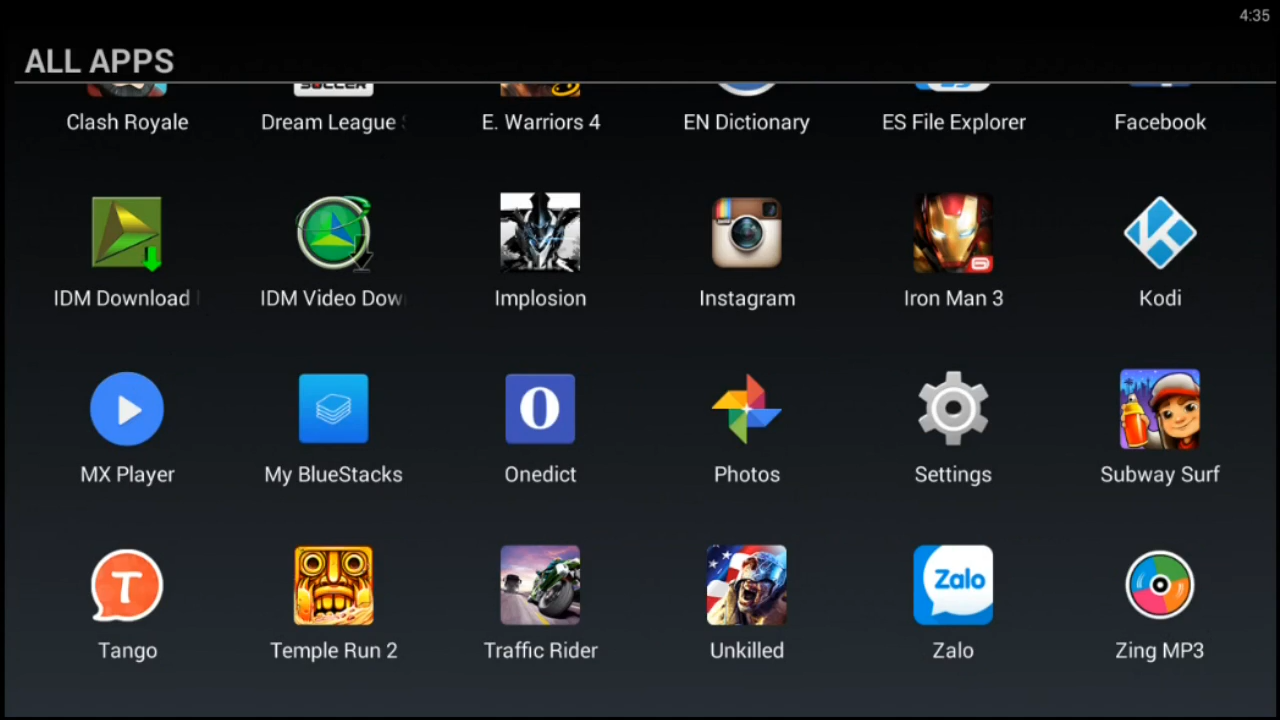 4:35
ALL APPS
SOCCER
Clash Royale
Dream League
E. Warriors 4
EN Dictionary
ES File Explorer
Facebook
IDM Download
IDM Video Dow
Implosion
Instagram
Iron Man 3
Kodi
MX Player
My BlueStacks
O
Onedict
Photos
Settings
Subway Surf
T
Zalo
Tango
Temple Run 2
Traffic Rider
Unkilled
Zalo
Zing MP3